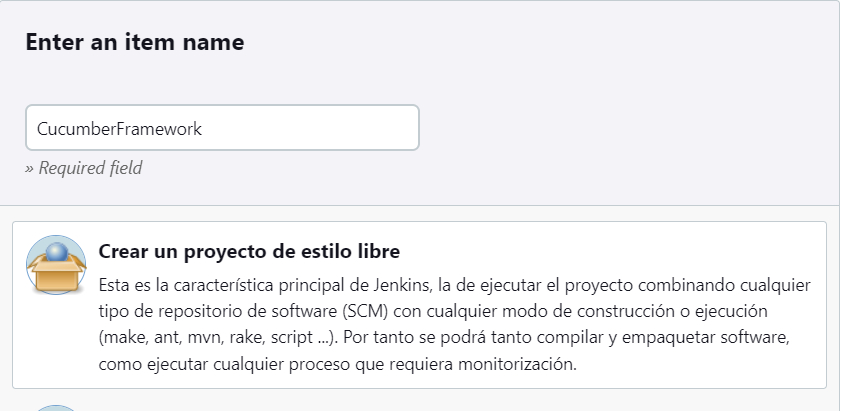 Enter an item name
CucumberFramework
» Required field
Crear un proyecto de estilo libre
Esta es la característica principal de Jenkins, la de ejecutar el proyecto combinando cualquier
tipo de repositorio de software (SCM) con cualquier modo de construcción o ejecución
(make, ant, mvn, rake, script ...). Por tanto se podrá tanto compilar y empaquetar software,
como ejecutar cualquier proceso que requiera monitorización.